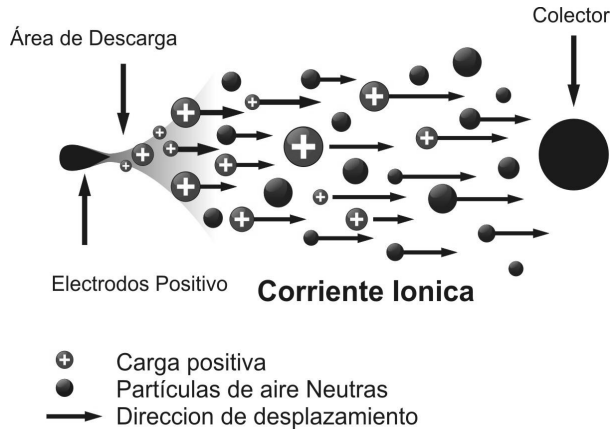 Colector
Área de Descarga
Electrodos Positivo
Corriente Ionica
Carga positiva
Partículas de aire Neutras
Direccion de desplazamiento